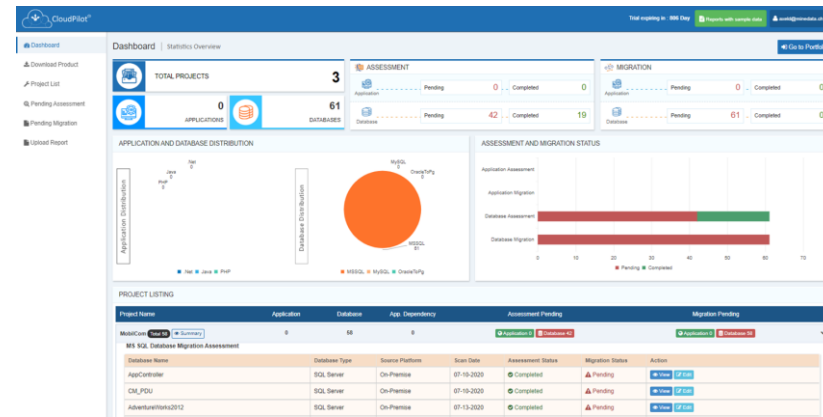 CloudPilot®
Trial expiring in : 996 Day
Reports with sample data
Dashboard
Download Product
Project List
Pending Assessment
Pending Migration
Upload Report
Dashboard | Statistics Overview
Go to Portfol
TOTAL PROJECTS 3
0 APPLICATIONS
61 DATABASES
ASSESSMENT
Application Pending 0 Completed 0
Database Pending 42 Completed 19
MIGRATION
Application Pending 0 Completed 0
Database Pending 61 Completed 0
APPLICATION AND DATABASE DISTRIBUTION
Application Distribution
.Net 0
Java 0
PHP 0
.Net Java PHP
Database Distribution
MySQL 0
OracleToPg 0
MSSQL 61
MSSQL MySQL OracleToPg
ASSESSMENT AND MIGRATION STATUS
Application Assessment
Application Migration
Database Assessment
Database Migration
0 10 20 30 40 50 60 70
Pending Completed
PROJECT LISTING
Project Name Application Database App. Dependency Assessment Pending Migration Pending
MobiCom Total 58 Summary 0 58 0 Application 0 Database 42 Application 0 Database 58
MS SQL Database Migration Assessment
Database Name Database Type Source Platform Scan Date Assessment Status Migration Status Action
AppController SQL Server On-Premise 07-10-2020 Completed Pending View Edit
CM_PDU SQL Server On-Premise 07-10-2020 Completed Pending View Edit
AdventureWorks2012 SQL Server On-Premise 07-13-2020 Completed Pending View Edit